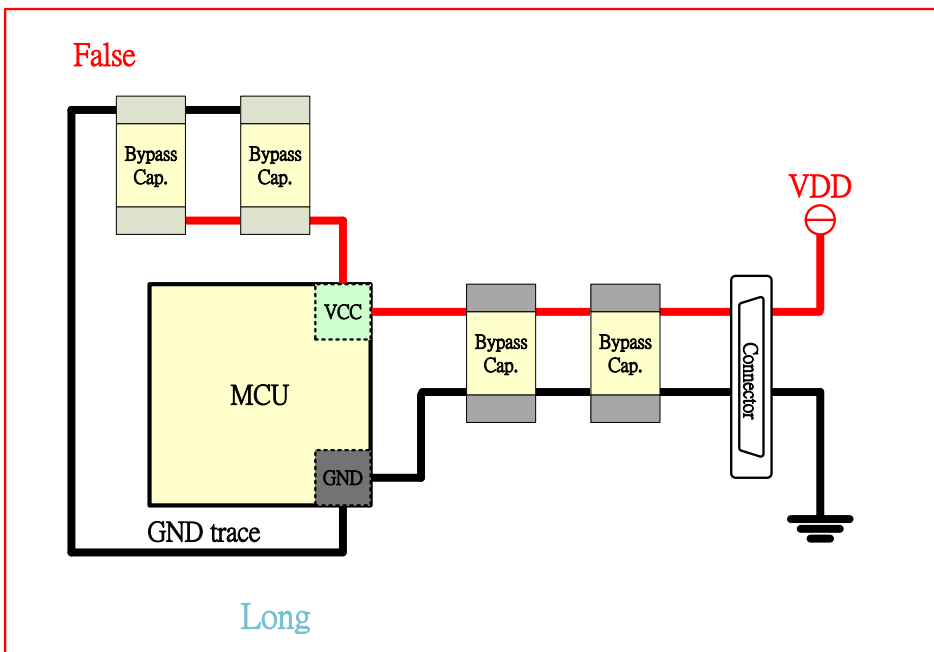 False
Bypass
Cap.
Bypass
Cap.
VDD
VCC
Bypass
Cap.
Bypass
Cap.
Connector
MCU
GND
GND trace
Long